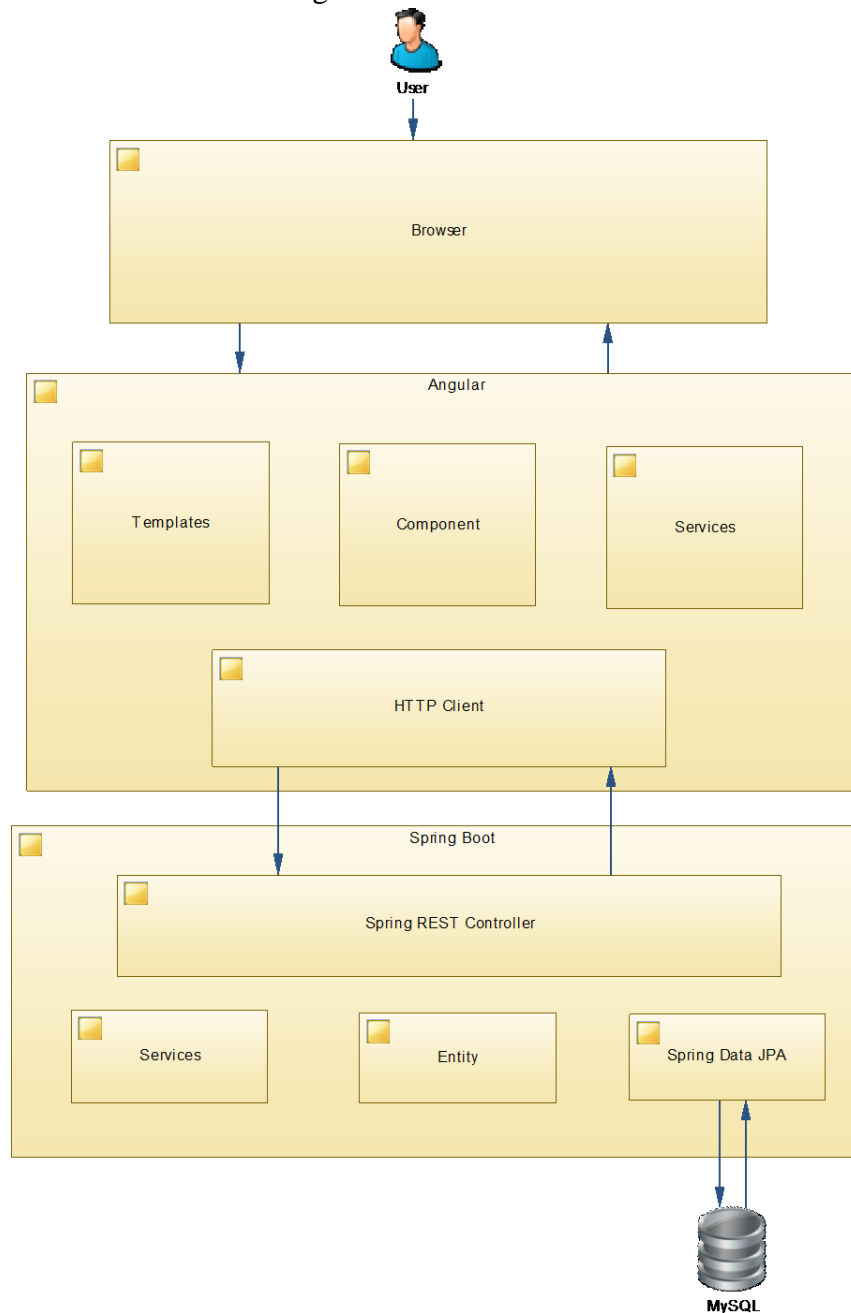 User
Browser
Angular
Templates
Component
Services
HTTP Client
Spring Boot
Spring REST Controller
Services
Entity
Spring Data JPA
MySQL